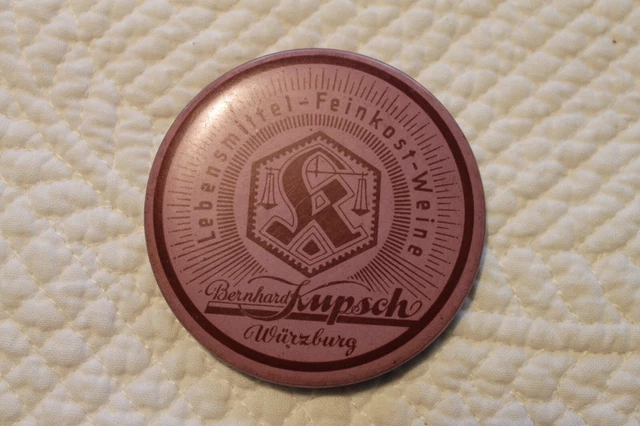 Lebensmittel-Feinkost-Weine
K
Bernhard Kupsch
Würzburg